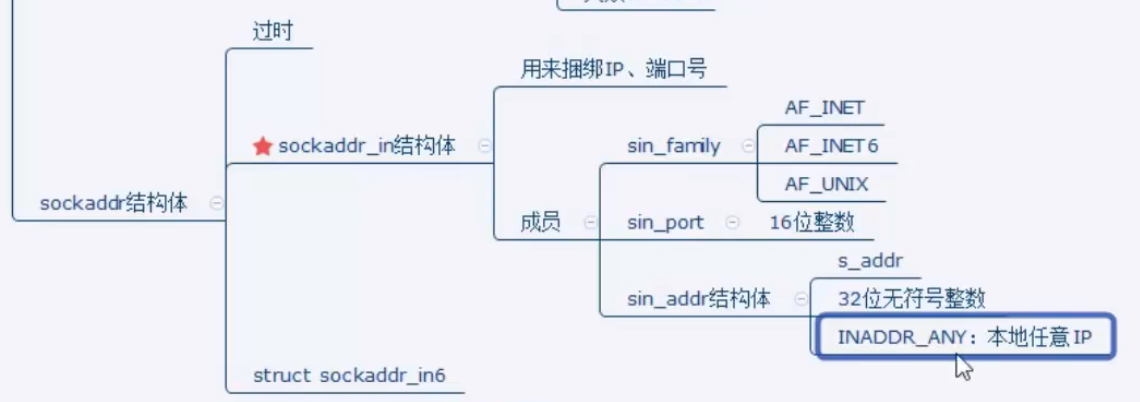 过时
用来捆绑IP、端口号
AF_INET
★ sockaddr_in结构体
sin_family
AF_INET6
AF_UNIX
sockaddr结构体
成员
sin_port
16位整数
s_addr
sin_addr结构体
32位无符号整数
INADDR_ANY：本地任意IP
struct sockaddr_in6